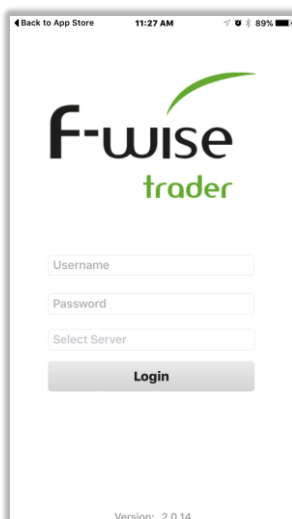 Back to App Store 11:27 AM 89%
F-wise
trader
Username
Password
Select Server
Login
Version: 2.0.14